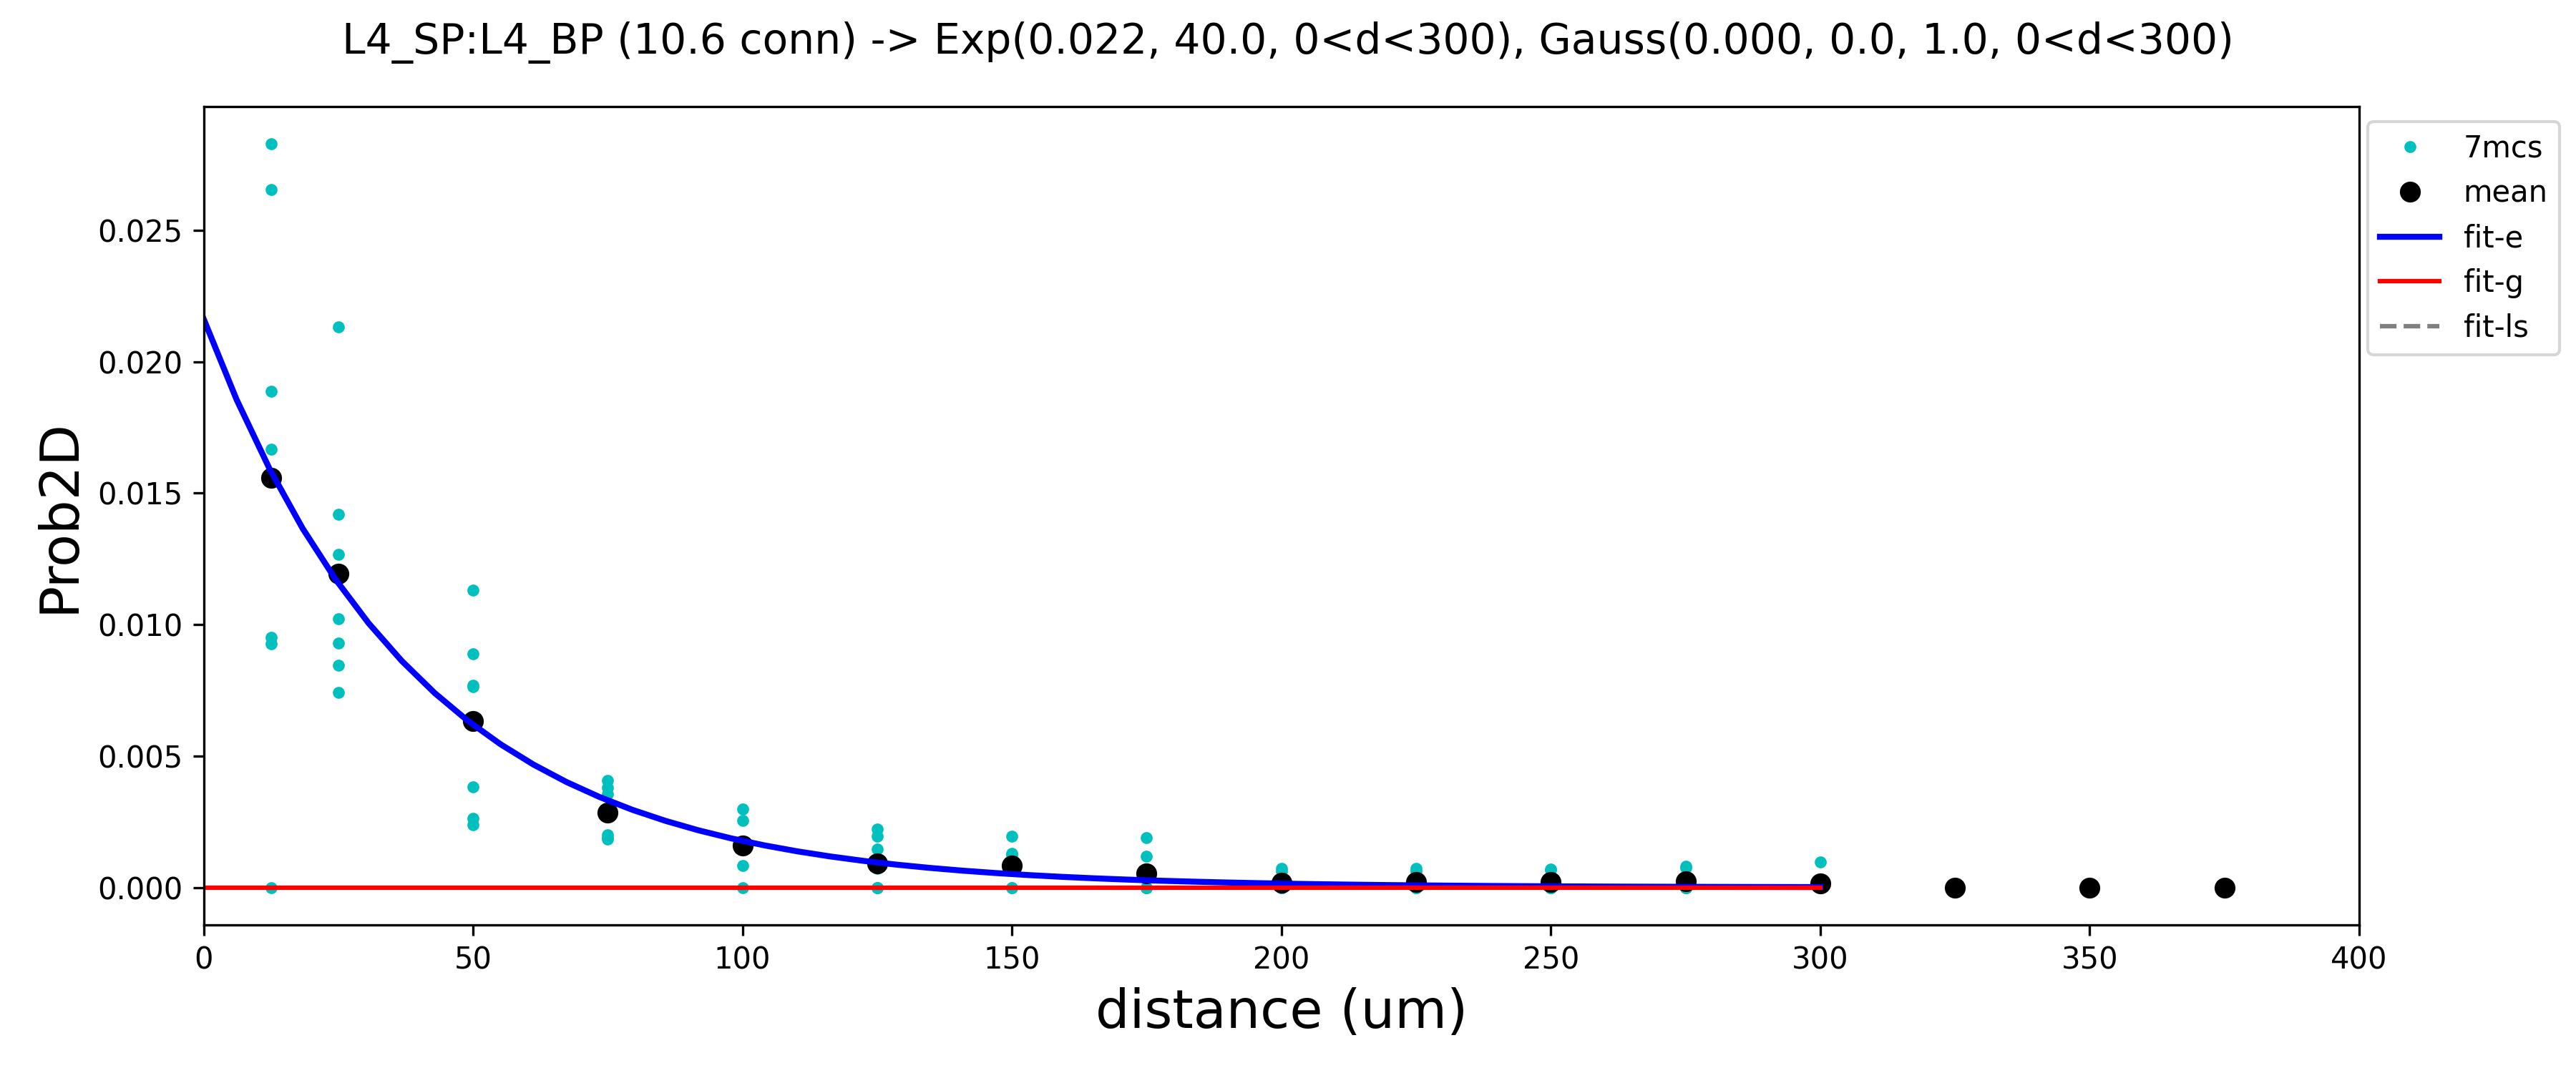 L4_SP:L4_BP (10.6 conn) -> Exp(0.022, 40.0, 0<d<300), Gauss(0.000, 0.0, 1.0, 0<d<300)
7mcs
mean
fit-e
fit-g
fit-ls
Prob2D
0.025
0.020
0.015
0.010
0.005
0.000
0 50 100 150 200 250 300 350 400
distance (um)